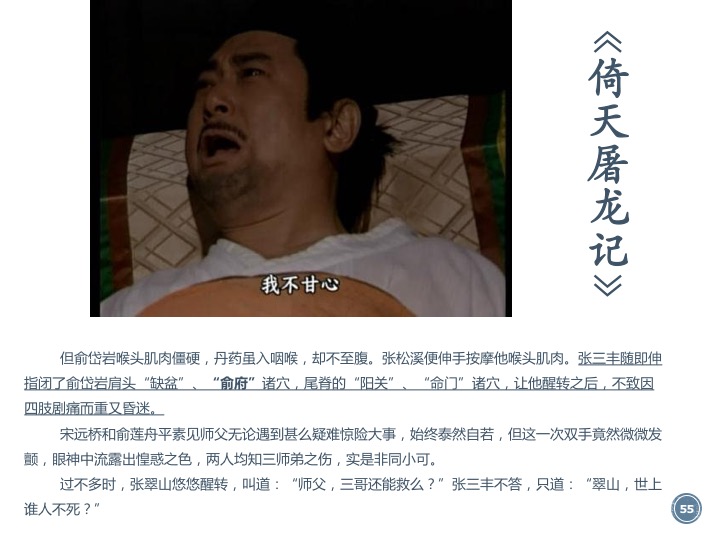 《倚天屠龙记》
我不甘心
但俞岱岩喉头肌肉僵硬，丹药虽入咽喉，却不至腹。张松溪便伸手按摩他喉头肌肉。张三丰随即伸
指闭了俞岱岩肩头“缺盆”、“俞府”诸穴，尾脊的“阳关”、“命门”诸穴，让他醒转之后，不致因
四肢剧痛而重又昏迷。
宋远桥和俞莲舟平素见师父无论遇到甚么疑难惊险大事，始终泰然自若，但这一次双手竟然微微发
颤，眼神中流露出惶惑之色，两人均知三师弟之伤，实是非同小可。
过不多时，张翠山悠悠醒转，叫道：“师父，三哥还能救么？”张三丰不答，只道：“翠山，世上
谁人不死？”
55